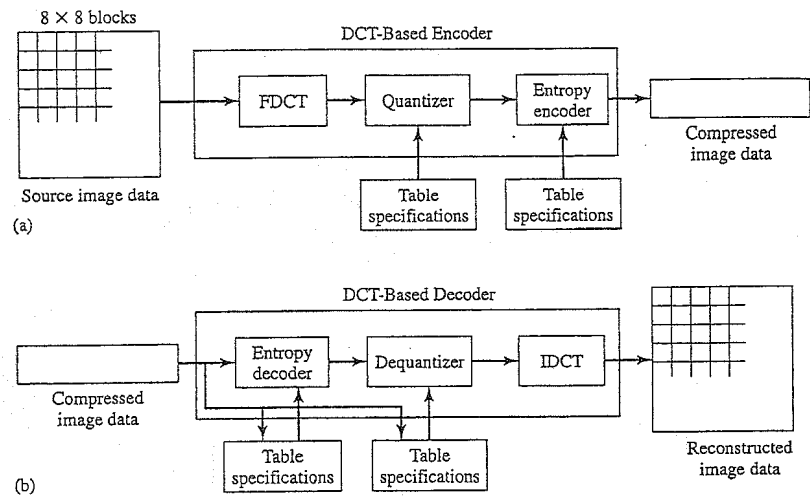 8 × 8 blocks
DCT-Based Encoder
FDCT
Quantizer
Entropy
encoder
Compressed
image data
Source image data
Table
specifications
Table
specifications
(a)
DCT-Based Decoder
Entropy
decoder
Dequantizer
IDCT
Compressed
image data
Table
specifications
Table
specifications
Reconstructed
image data
(b)